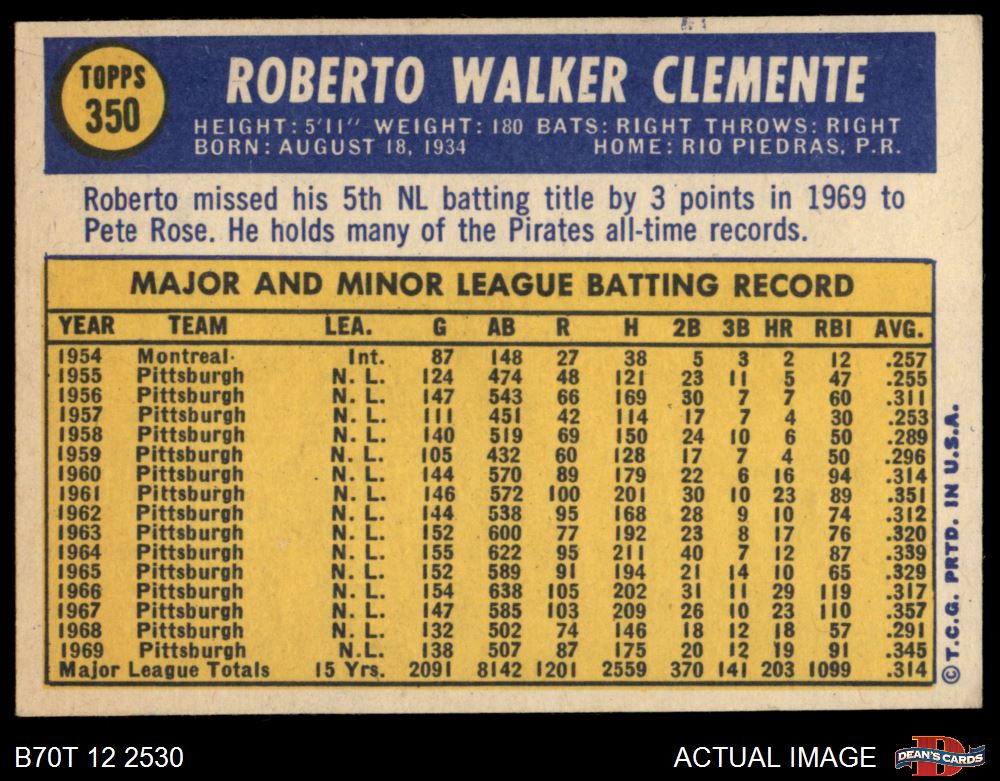 TOPPS
350
ROBERTO WALKER CLEMENTE
HEIGHT: 5'11" WEIGHT: 180 BATS: RIGHT THROWS: RIGHT
BORN: AUGUST 18, 1934 HOME: RIO PIEDRAS, P.R.
Roberto missed his 5th NL batting title by 3 points in 1969 to
Pete Rose. He holds many of the Pirates all-time records.
MAJOR AND MINOR LEAGUE BATTING RECORD
YEAR TEAM LEA. G AB R H 2B 3B HR RBI AVG.
1954 Montreal Int. 87 148 27 38 5 3 2 12 .257
1955 Pittsburgh N. L. 124 474 48 121 23 11 5 47 .255
1956 Pittsburgh N. L. 147 543 66 169 30 7 7 60 .311
1957 Pittsburgh N. L. 111 451 42 114 17 7 4 30 .253
1958 Pittsburgh N. L. 140 519 69 150 24 10 6 50 .289
1959 Pittsburgh N. L. 105 432 60 128 17 7 4 50 .296
1960 Pittsburgh N. L. 144 570 89 179 22 6 16 94 .314
1961 Pittsburgh N. L. 146 572 100 201 30 10 23 89 .351
1962 Pittsburgh N. L. 144 538 95 168 28 9 10 74 .312
1963 Pittsburgh N. L. 152 600 77 192 23 8 17 76 .320
1964 Pittsburgh N. L. 155 622 95 211 40 7 12 87 .339
1965 Pittsburgh N. L. 152 589 91 194 21 14 10 65 .329
1966 Pittsburgh N. L. 154 638 105 202 31 11 29 119 .317
1967 Pittsburgh N. L. 147 585 103 209 26 10 23 110 .357
1968 Pittsburgh N. L. 132 502 74 146 18 12 18 57 .291
1969 Pittsburgh N.L. 138 507 87 175 20 12 19 91 .345
Major League Totals 15 Yrs. 2091 8142 1201 2559 370 141 203 1099 .314
© T.C.G. PRTD. IN U.S.A.
B70T 12 2530
ACTUAL IMAGE
DEAN'S CARDS